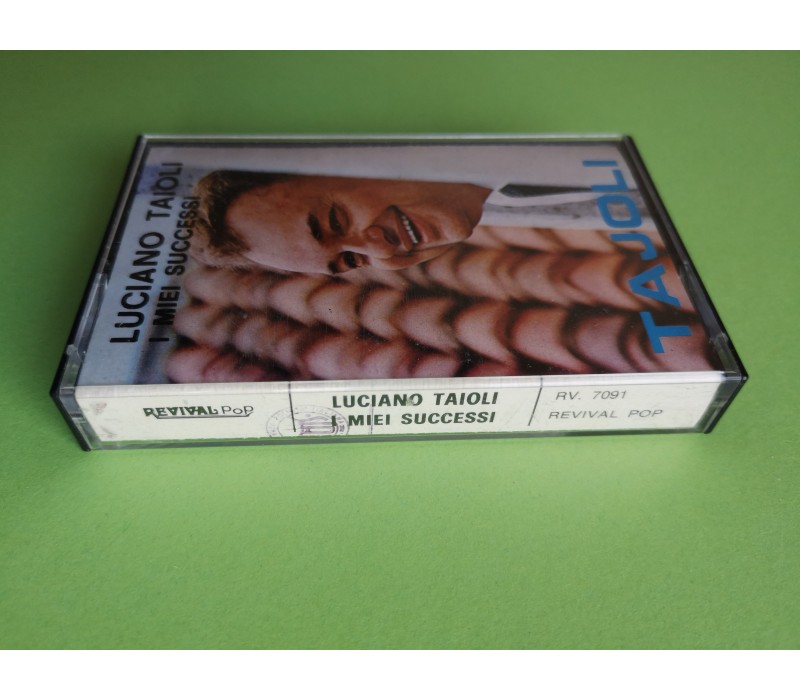 LUCIANO TAIOLI
I MIEI SUCCESSI
TAJOLI
REVIVAL POP
LUCIANO TAIOLI
I MIEI SUCCESSI
RV. 7091
REVIVAL POP